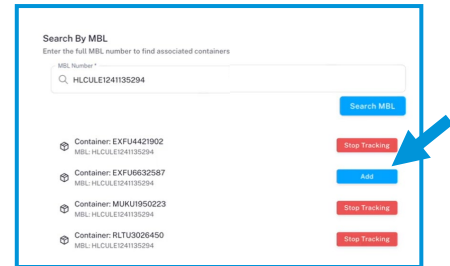 Search By MBL
Enter the full MBL number to find associated containers
MBL Number *
HLCULE1241135294
Search MBL
Container: EXFU4421902
MBL: HLCULE1241135294
Stop Tracking
Container: EXFU6632587
MBL: HLCULE1241135294
Add
Container: MUKU1950223
MBL: HLCULE1241135294
Stop Tracking
Container: RLTU3026450
MBL: HLCULE1241135294
Stop Tracking